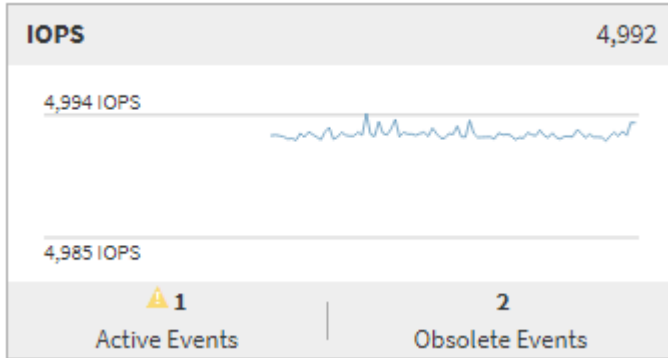 IOPS 4,992
4,994 IOPS
4,985 IOPS
1 2
Active Events Obsolete Events